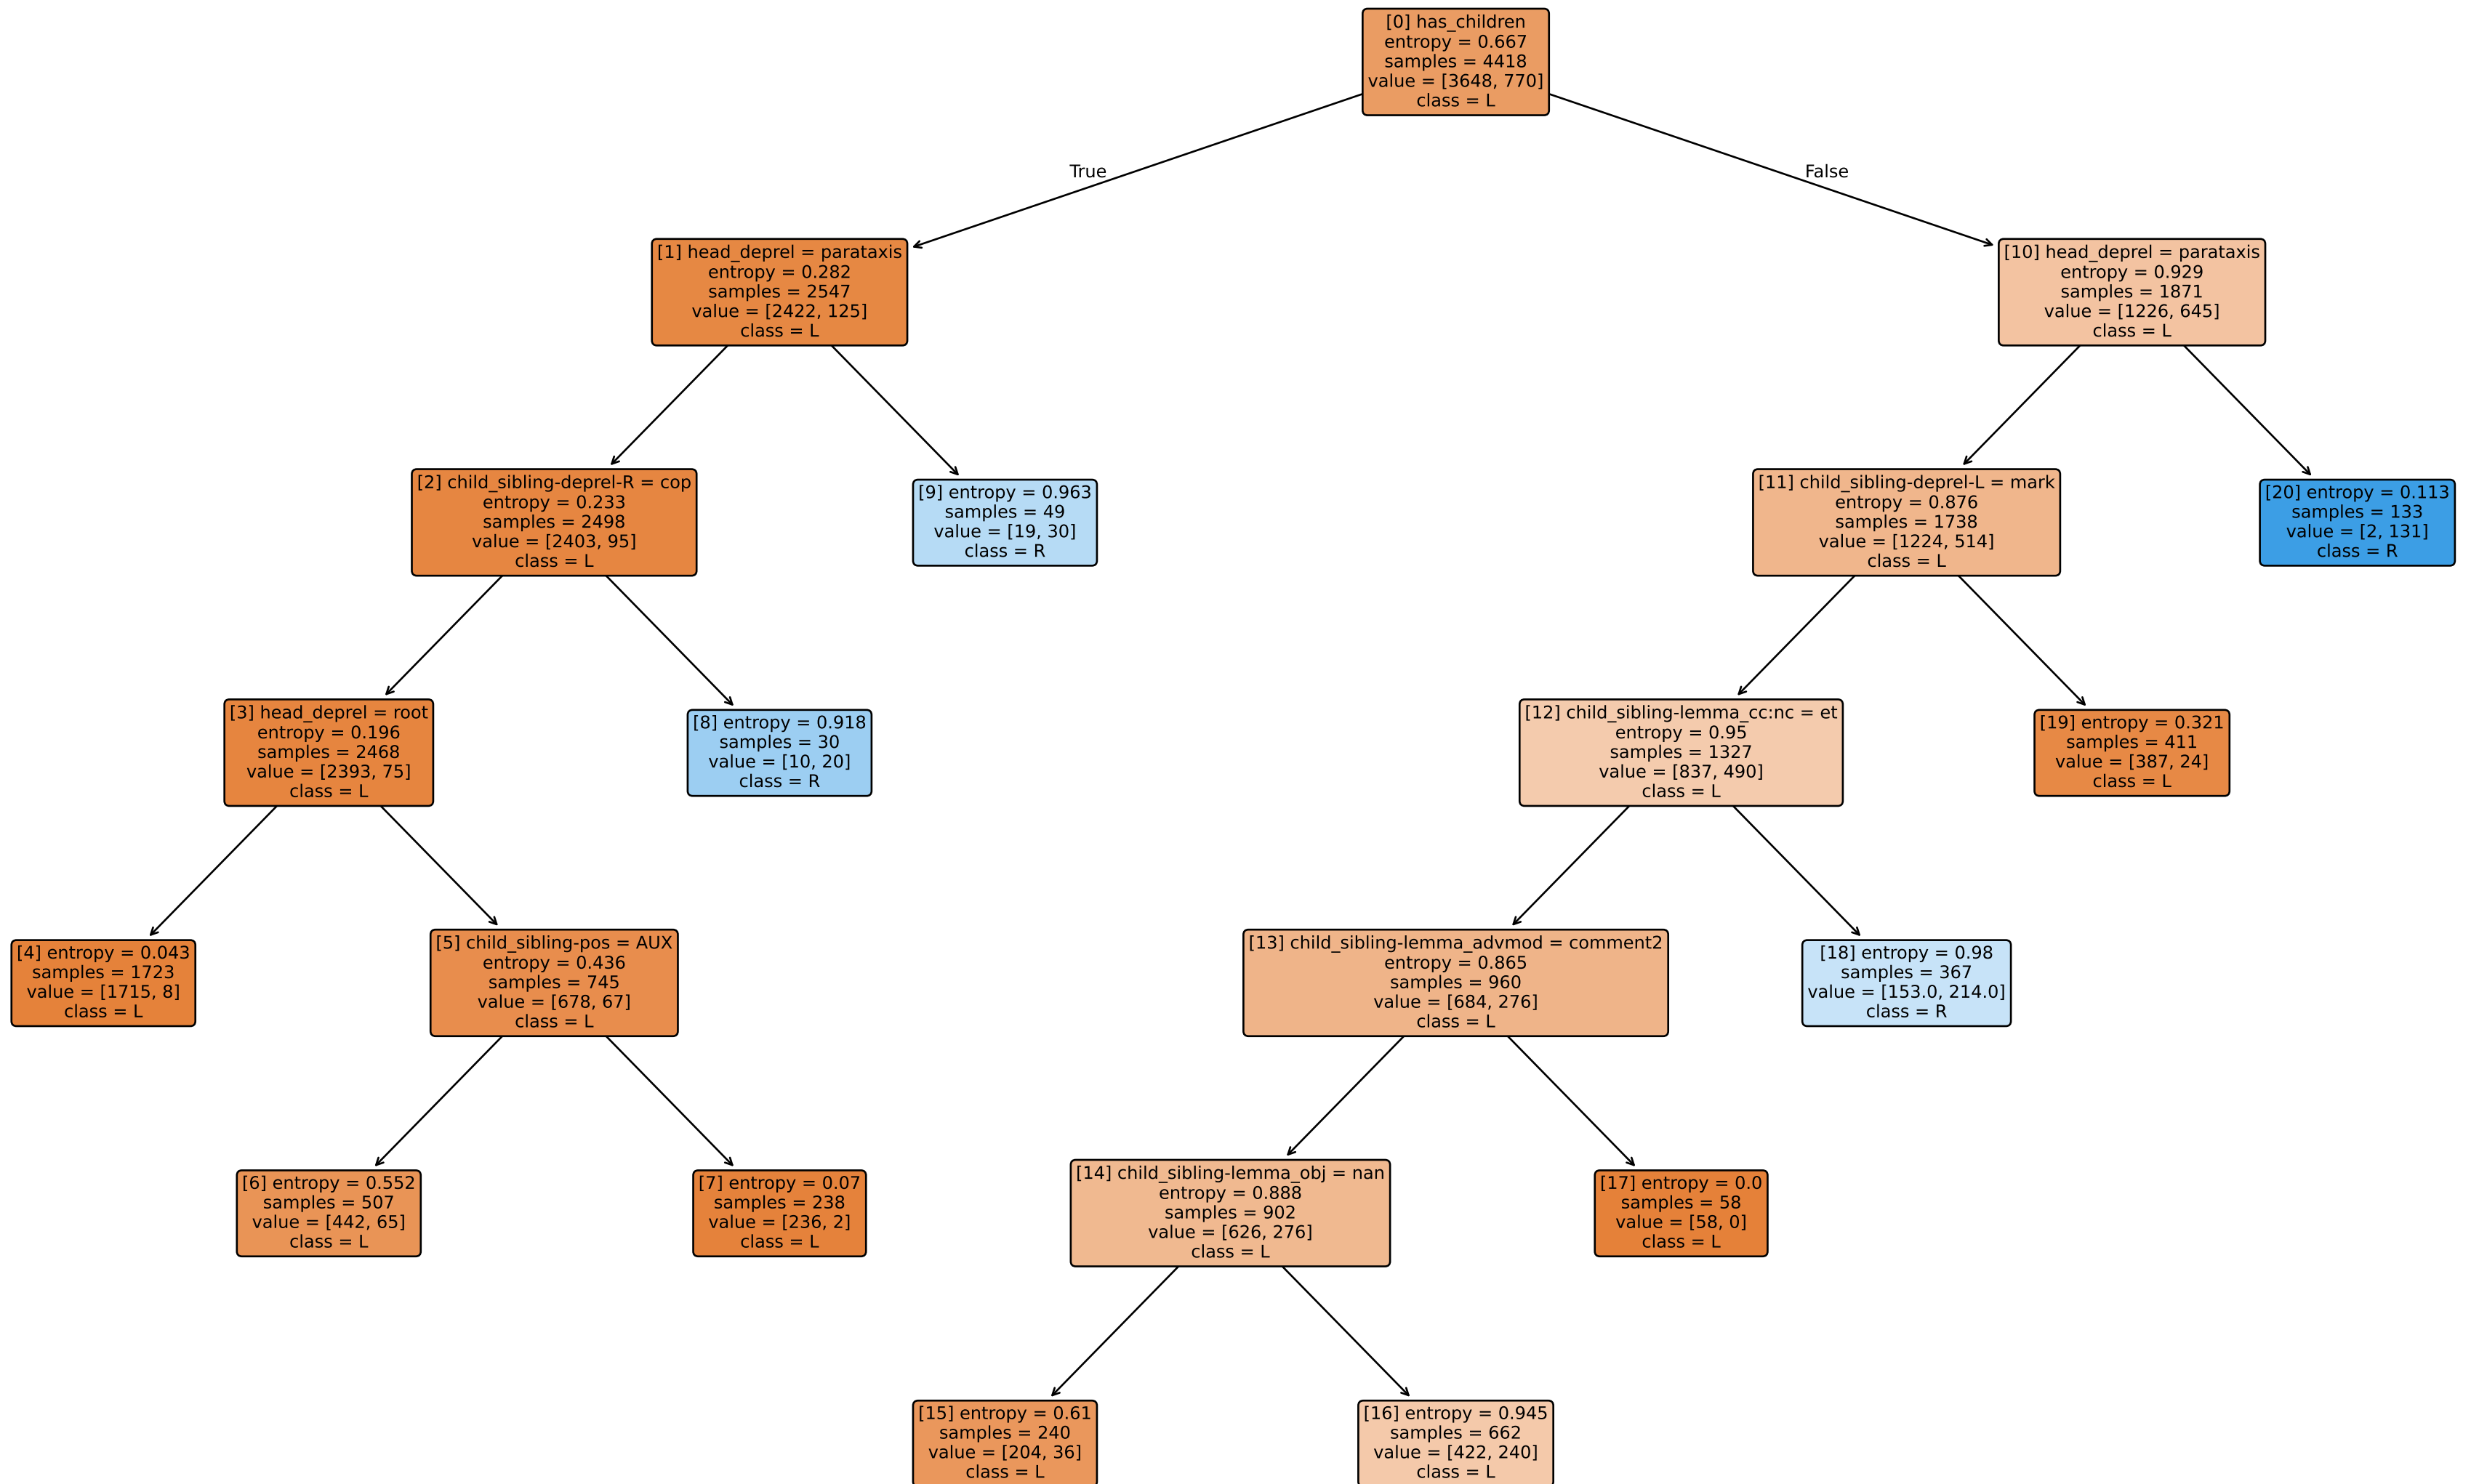 [0] has_children
entropy = 0.667
samples = 4418
value = [3648, 770]
class = L
True
False
[1] head_deprel = parataxis
entropy = 0.282
samples = 2547
value = [2422, 125]
class = L
[10] head_deprel = parataxis
entropy = 0.929
samples = 1871
value = [1226, 645]
class = L
[2] child_sibling-deprel-R = cop
entropy = 0.233
samples = 2498
value = [2403, 95]
class = L
[9] entropy = 0.963
samples = 49
value = [19, 30]
class = R
[11] child_sibling-deprel-L = mark
entropy = 0.876
samples = 1738
value = [1224, 514]
class = L
[20] entropy = 0.113
samples = 133
value = [2, 131]
class = R
[3] head_deprel = root
entropy = 0.196
samples = 2468
value = [2393, 75]
class = L
[8] entropy = 0.918
samples = 30
value = [10, 20]
class = R
[12] child_sibling-lemma_cc:nc = et
entropy = 0.95
samples = 1327
value = [837, 490]
class = L
[19] entropy = 0.321
samples = 411
value = [387, 24]
class = L
[4] entropy = 0.043
samples = 1723
value = [1715, 8]
class = L
[5] child_sibling-pos = AUX
entropy = 0.436
samples = 745
value = [678, 67]
class = L
[13] child_sibling-lemma_advmod = comment2
entropy = 0.865
samples = 960
value = [684, 276]
class = L
[18] entropy = 0.98
samples = 367
value = [153.0, 214.0]
class = R
[6] entropy = 0.552
samples = 507
value = [442, 65]
class = L
[7] entropy = 0.07
samples = 238
value = [236, 2]
class = L
[14] child_sibling-lemma_obj = nan
entropy = 0.888
samples = 902
value = [626, 276]
class = L
[17] entropy = 0.0
samples = 58
value = [58, 0]
class = L
[15] entropy = 0.61
samples = 240
value = [204, 36]
class = L
[16] entropy = 0.945
samples = 662
value = [422, 240]
class = L